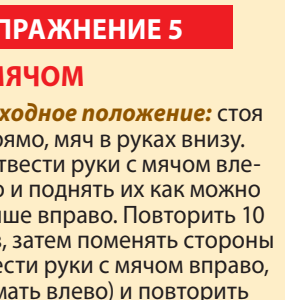 ПРАЖНЕНИЕ 5
МЯЧОМ
ходное положение: стоя
рямо, мяч в руках внизу.
твести руки с мячом вле-
о и поднять их как можно
ше вправо. Повторить 10
з, затем поменять стороны
ести руки с мячом вправо,
мать влево) и повторить